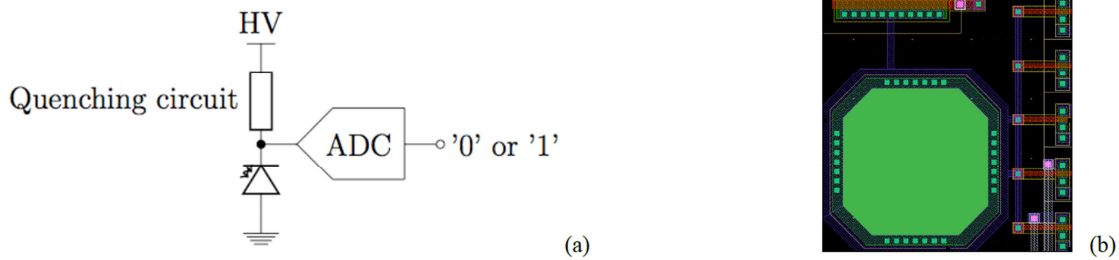 HV
Quenching circuit
ADC
'0' or '1'
(a)
(b)